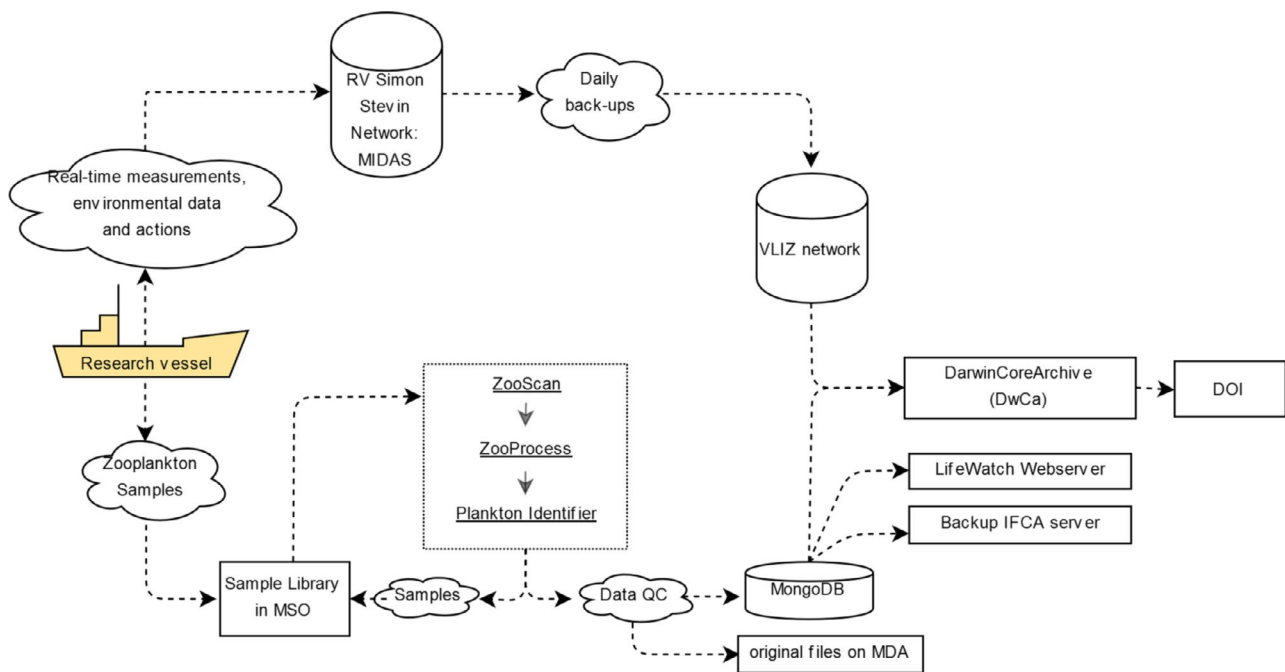 RV Simon
Stevin
Network:
MIDAS
Daily
back-ups
Real-time measurements,
environmental data
and actions
VLIZ network
Research vessel
ZooScan
ZooProcess
Plankton Identifier
DarwinCoreArchive
(DwCa)
DOI
Zooplankton
Samples
LifeWatch Webserver
Backup IFCA server
Sample Library
in MSO
Samples
Data QC
MongoDB
original files on MDA